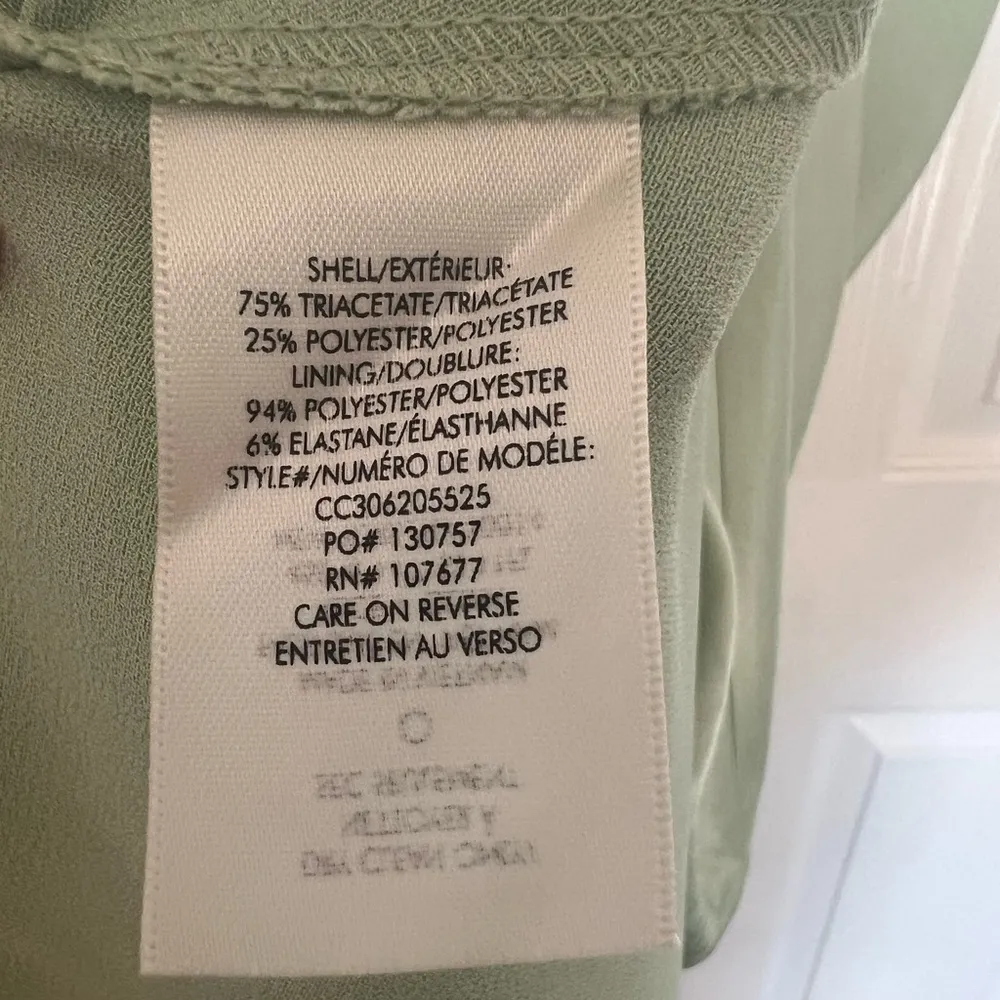 SHELL/EXTÉRIEUR:
75% TRIACETATE/TRIACÉTATE
25% POLYESTER/POLYESTER
LINING/DOUBLURE:
94% POLYESTER/POLYESTER
6% ELASTANE/ÉLASTHANNE
STYLE#/NUMÉRO DE MODÉLE:
CC306205525
PO# 130757
RN# 107677
CARE ON REVERSE
ENTRETIEN AU VERSO